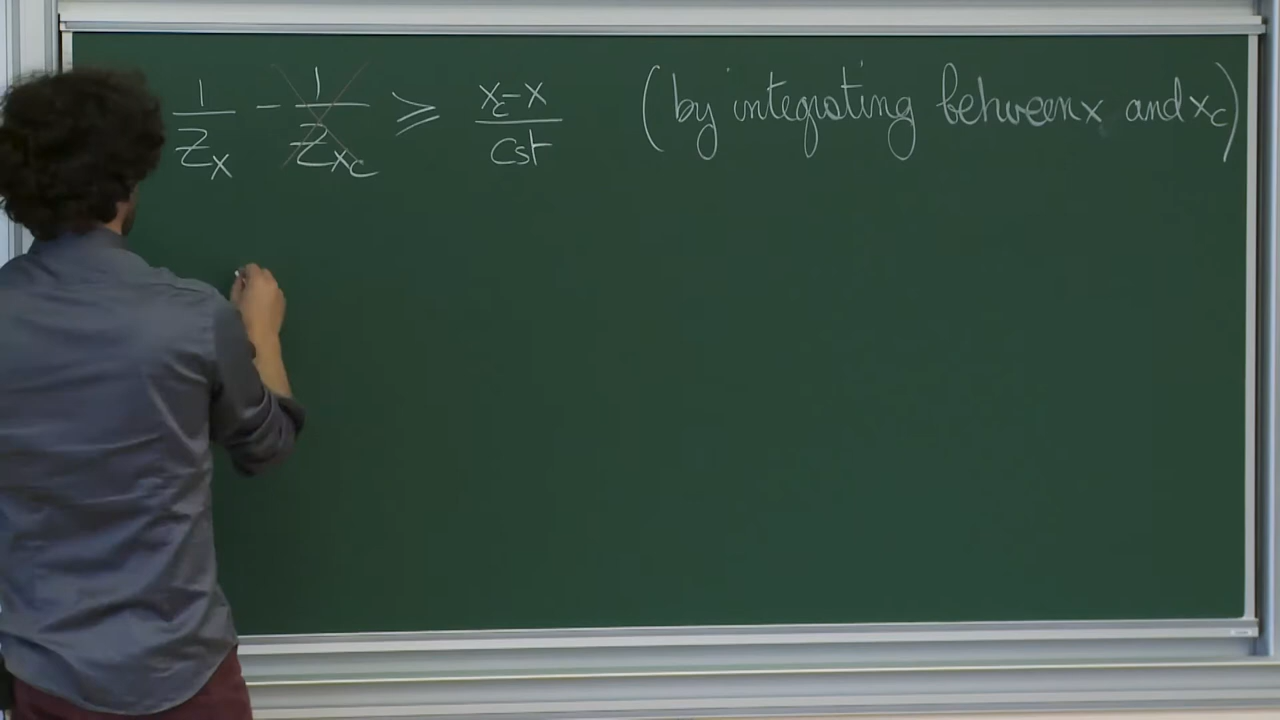 1/Z_x - 1/Z_{x_c} ⩾ (x_c - x)/cst (by integrating between x and x_c)